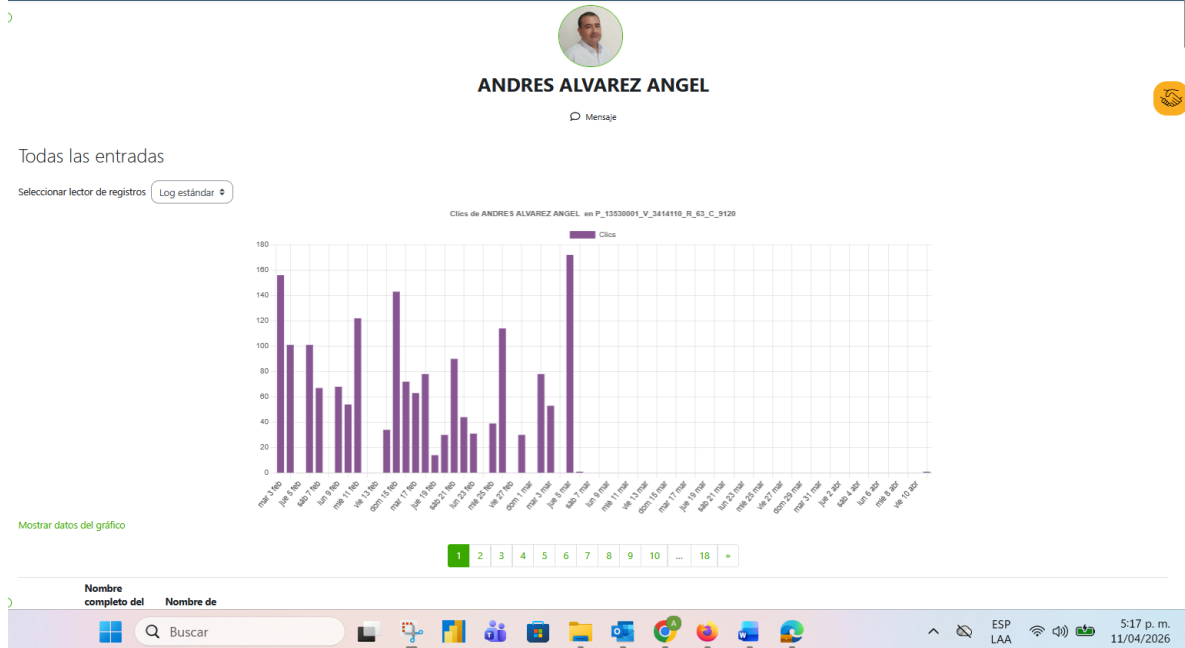 ANDRES ALVAREZ ANGEL
Mensaje
Todas las entradas
Seleccionar lector de registros Log estándar
Clics de ANDRES ALVAREZ ANGEL en P_13530001_V_3414110_R_63_C_9120
Clics
180
160
140
120
100
80
60
40
20
0
mar 3 feb
jue 5 feb
sáb 7 feb
lun 9 feb
mié 11 feb
vie 13 feb
dom 15 feb
mar 17 feb
jue 19 feb
sáb 21 feb
lun 23 feb
mié 25 feb
vie 27 feb
dom 1 mar
mar 3 mar
jue 5 mar
sáb 7 mar
lun 9 mar
mié 11 mar
vie 13 mar
dom 15 mar
mar 17 mar
jue 19 mar
sáb 21 mar
lun 23 mar
mié 25 mar
vie 27 mar
dom 29 mar
mar 31 mar
jue 2 abr
sáb 4 abr
lun 6 abr
mié 8 abr
vie 10 abr
Mostrar datos del gráfico
1 2 3 4 5 6 7 8 9 10 ... 18 »
Nombre
completo del Nombre de
Buscar
ESP
LAA
5:17 p. m.
11/04/2026